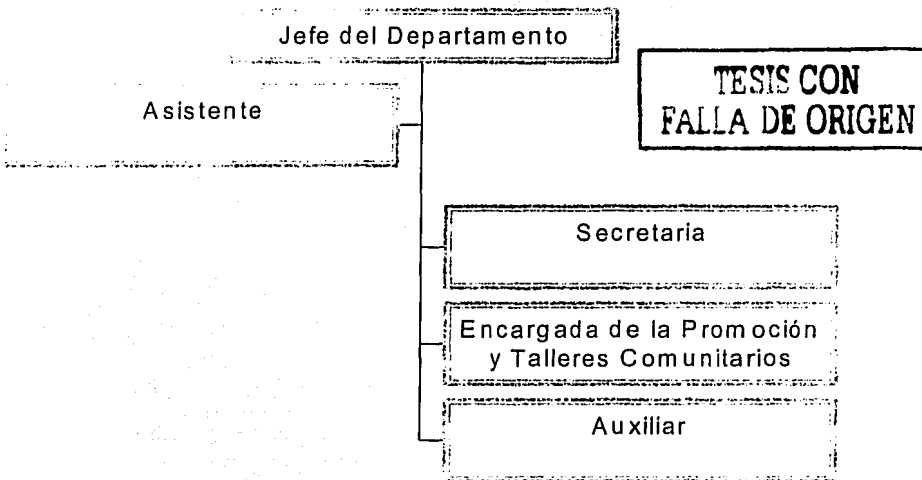 Jefe del Departamento
TESIS CON
FALLA DE ORIGEN
Asistente
Secretaria
Encargada de la Promoción
y Talleres Comunitarios
Auxiliar